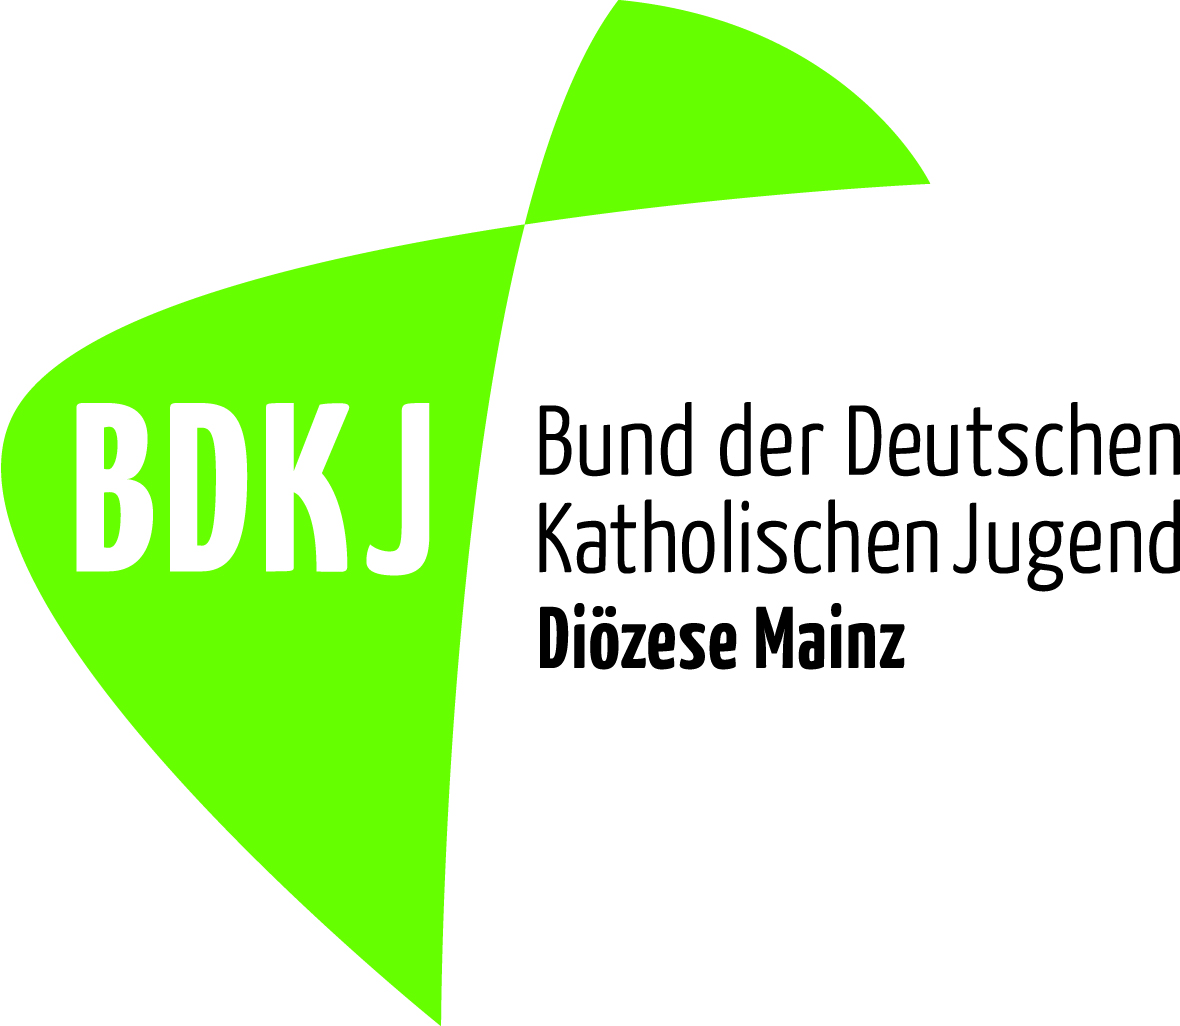 BDKJ
Bund der Deutschen
Katholischen Jugend
Diözese Mainz